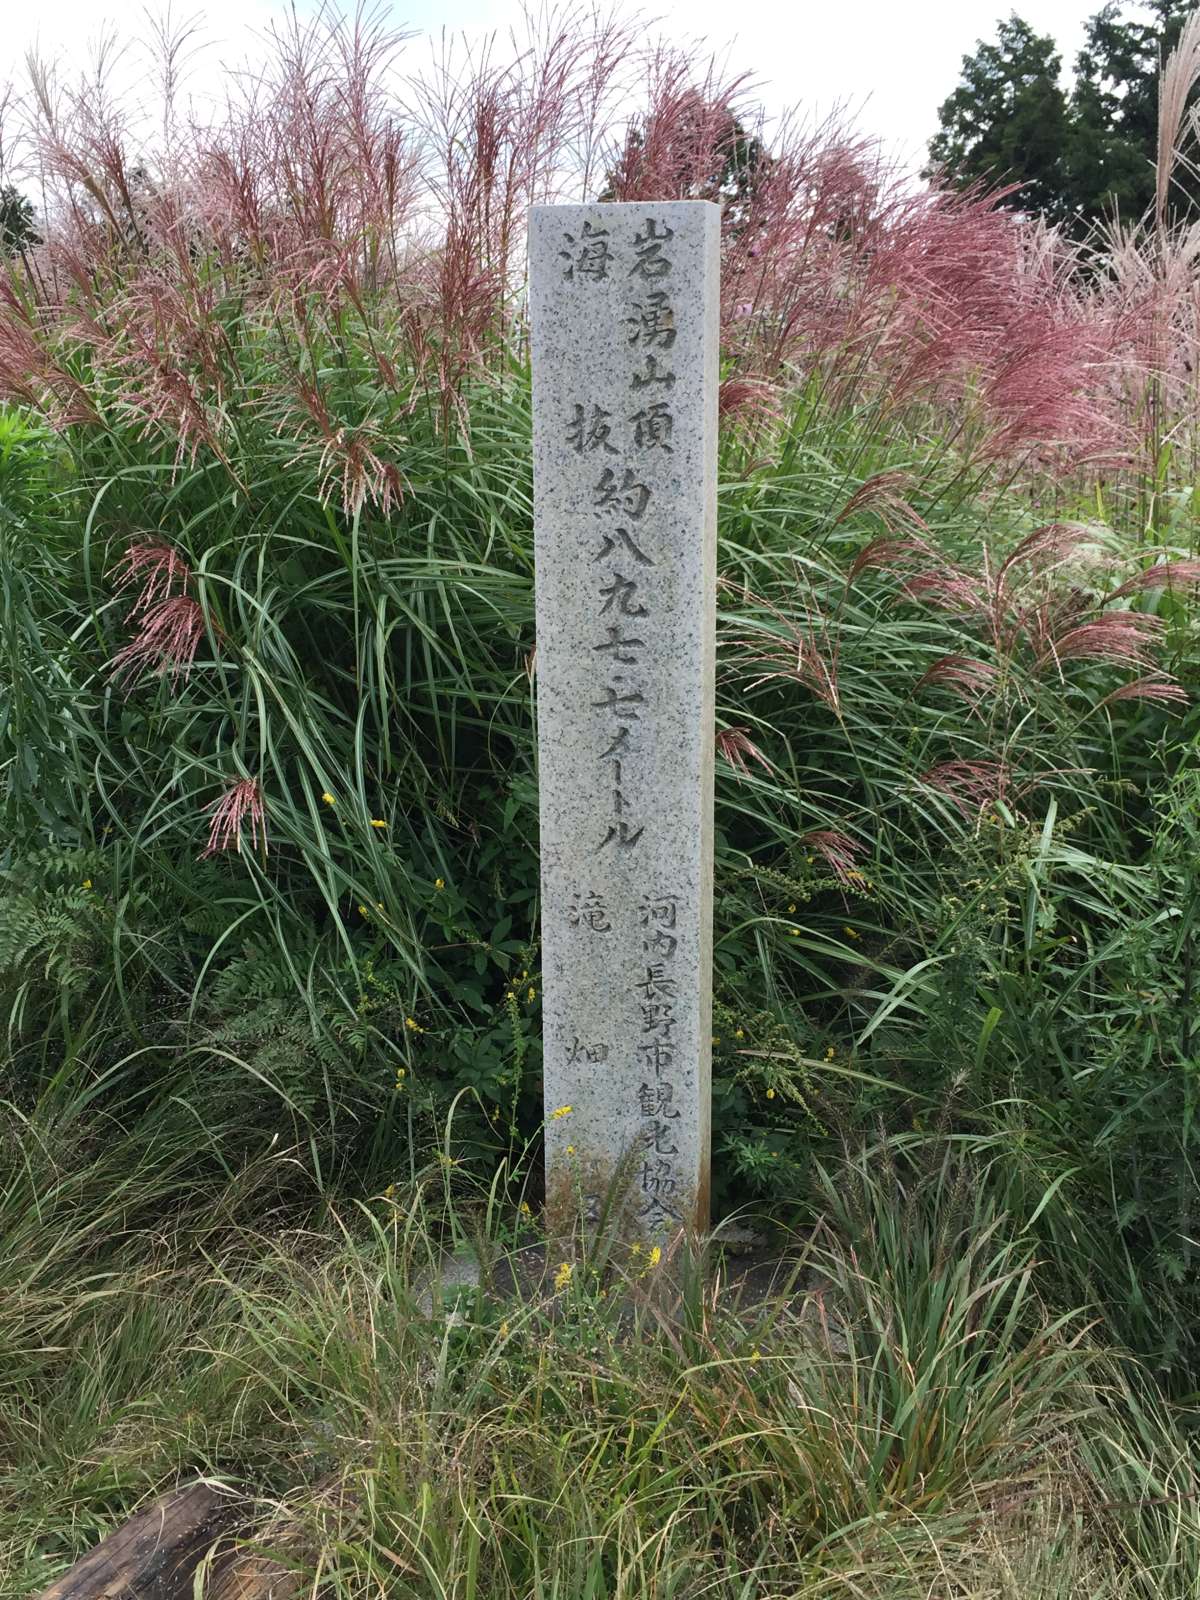 岩湧山頂
海抜
約八九七・七メートル
河内長野市観光協会
滝畑